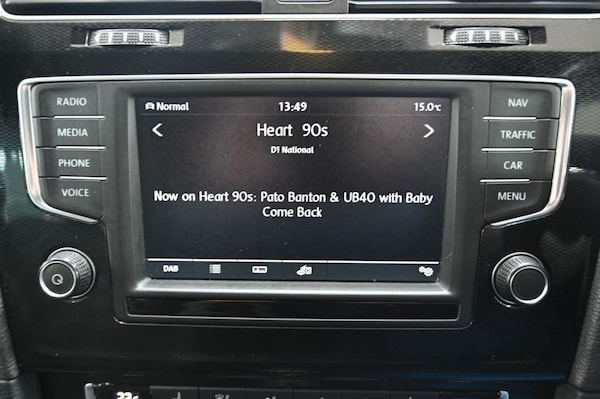 RADIO
MEDIA
PHONE
VOICE
Normal 13:49 15.0°C
< Heart 90s >
D1 National
Now on Heart 90s: Pato Banton & UB40 with Baby
Come Back
DAB
NAV
TRAFFIC
CAR
MENU